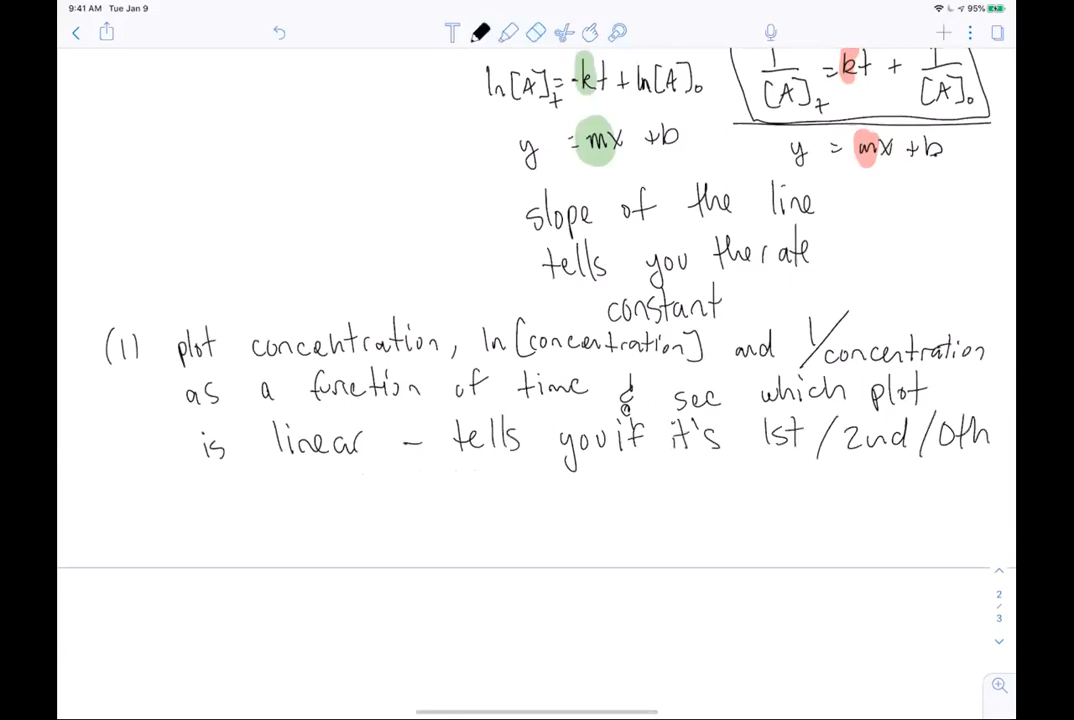 9:41 AM Tue Jan 9
95%
ln[A]t = -kt + ln[A]₀
1/[A]t = kt + 1/[A]₀
y = mx + b
y = mx + b
slope of the line
tells you the rate
constant
(1) plot concentration, ln[concentration] and 1/concentration
as a function of time & see which plot
is linear - tells you if it's 1st/2nd/0th
2
/
3